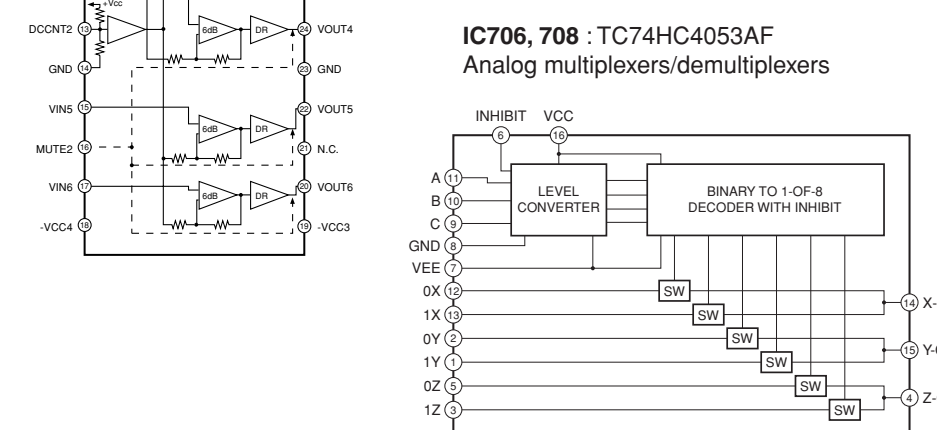 +Vcc
DCCNT2 13 6dB DR 24 VOUT4
GND 14 23 GND
VIN5 15 22 VOUT5
6dB DR
MUTE2 16 21 N.C.
VIN6 17 20 VOUT6
6dB DR
-VCC4 18 19 -VCC3
IC706, 708 : TC74HC4053AF
Analog multiplexers/demultiplexers
INHIBIT VCC
6 16
A 11
B 10
C 9
GND 8
VEE 7
LEVEL
CONVERTER
BINARY TO 1-OF-8
DECODER WITH INHIBIT
0X 12 SW
14 X-
1X 13 SW
0Y 2 SW
15 Y-
1Y 1 SW
0Z 5 SW
4 Z-
1Z 3 SW